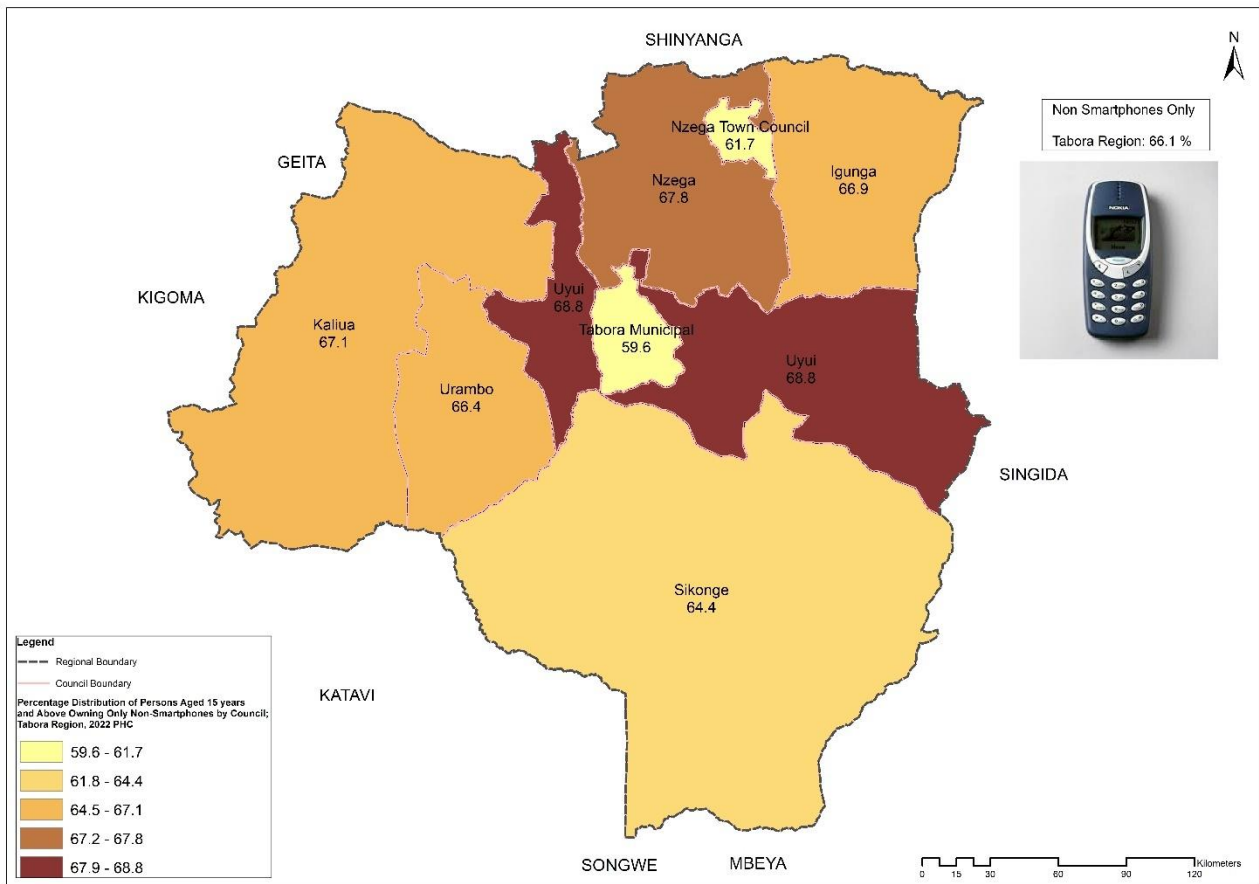 SHINYANGA
N
Non Smartphones Only
Tabora Region: 66.1 %
NOKIA
GEITA
Nzega Town Council
61.7
Nzega
67.8
Igunga
66.9
KIGOMA
Uyui
68.8
Kaliua
67.1
Tabora Municipal
59.6
Uyui
68.8
Urambo
66.4
SINGIDA
Sikonge
64.4
KATAVI
Legend
Regional Boundary
Council Boundary
Percentage Distribution of Persons Aged 15 years
and Above Owning Only Non-Smartphones by Council;
Tabora Region, 2022 PHC
59.6 - 61.7
61.8 - 64.4
64.5 - 67.1
67.2 - 67.8
67.9 - 68.8
SONGWE
MBEYA
Kilometers
0 15 30 60 90 120